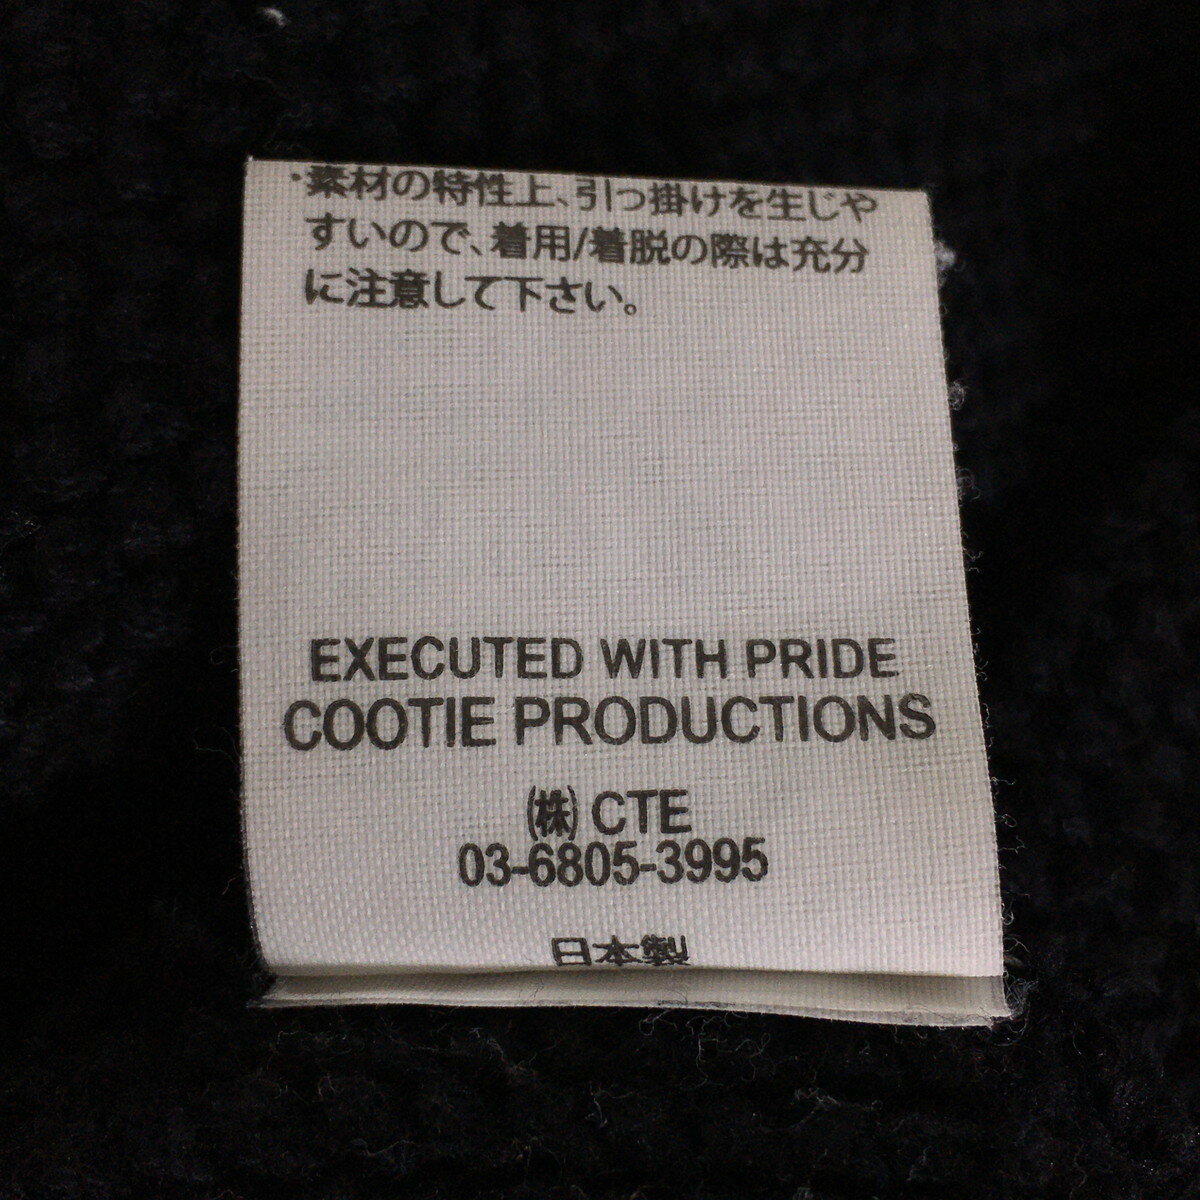 ・素材の特性上、引っ掛けを生じや
すいので、着用/着脱の際は充分
に注意して下さい。
EXECUTED WITH PRIDE
COOTIE PRODUCTIONS
㈱ CTE
03-6805-3995
日本製